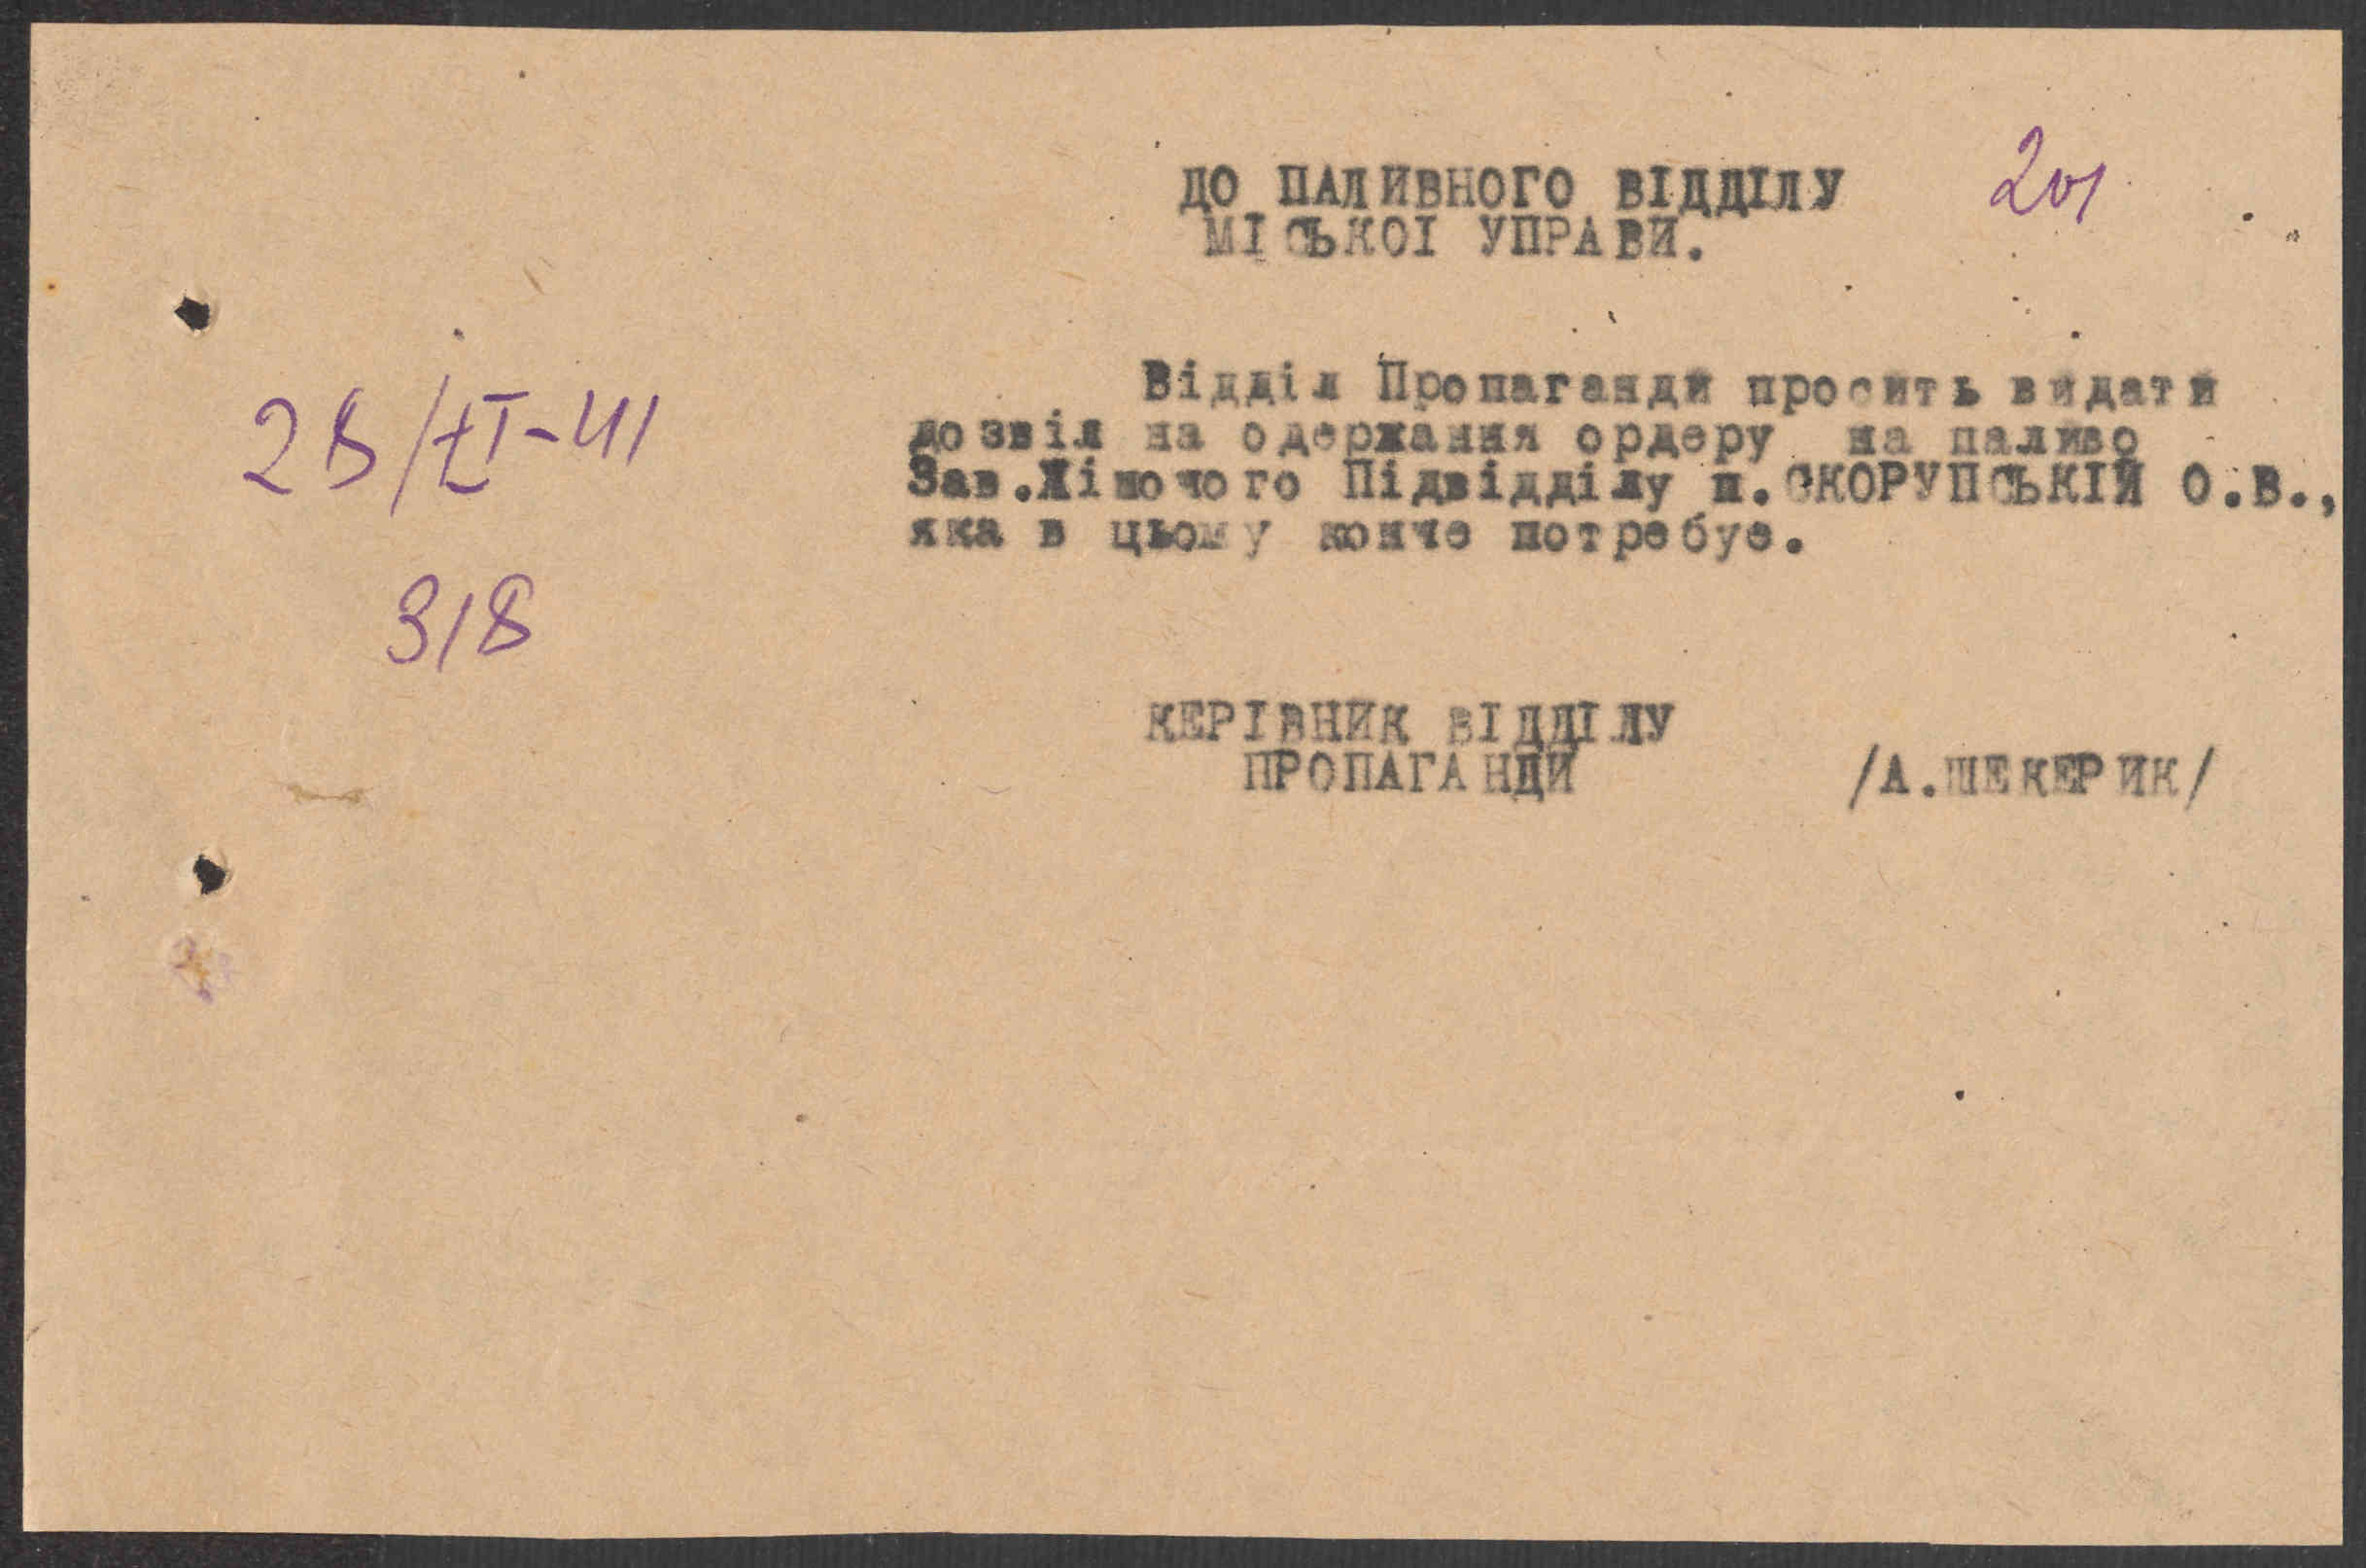 201
ДО ПАЛИВНОГО ВІДДІЛУ
МІСЬКОІ УПРАВИ.
Відділ Пропаганди просить видати
дозвіл на одержання ордеру на паливо
Зав.Жіночого Підвідділу п.СКОРУПСЬКІЙ О.В.,
яка в цьому конче потребує.
28/XI-41
318
КЕРІВНИК ВІДДІЛУ
ПРОПАГАНДИ
/А.ШЕКЕРИК/